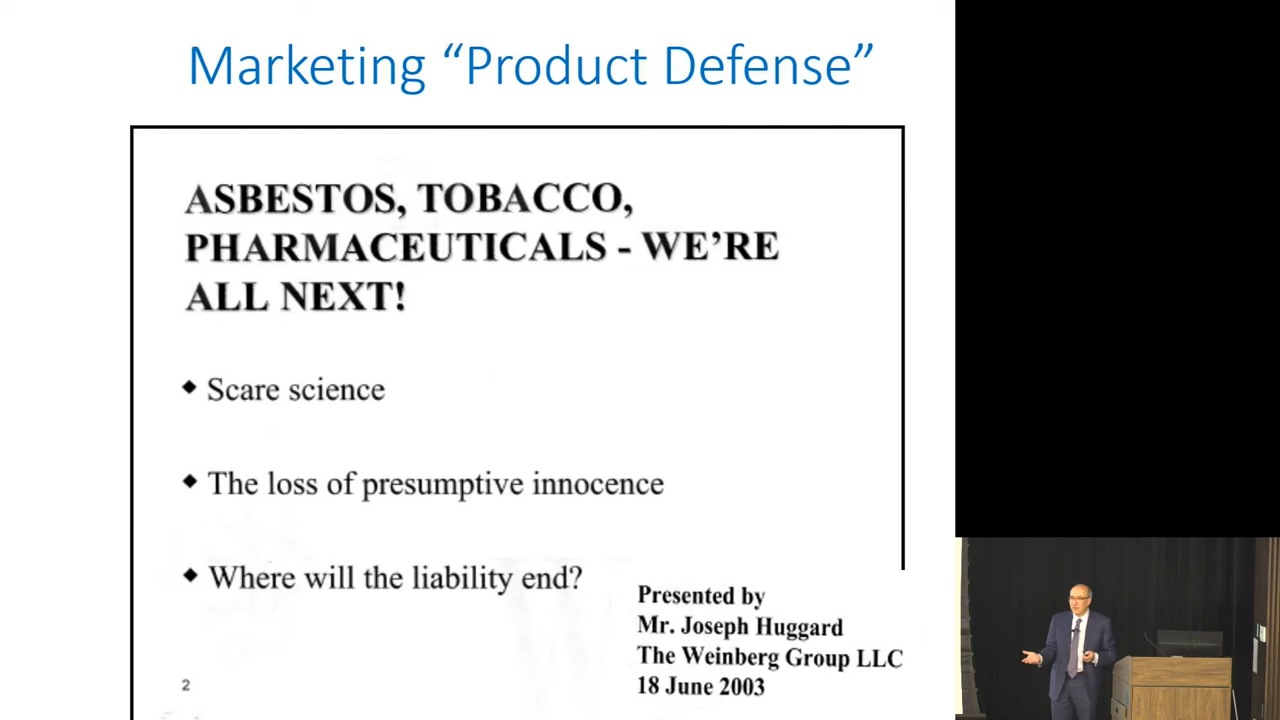 Marketing “Product Defense”
ASBESTOS, TOBACCO,
PHARMACEUTICALS - WE’RE
ALL NEXT!
◆ Scare science
◆ The loss of presumptive innocence
◆ Where will the liability end?
Presented by
Mr. Joseph Huggard
The Weinberg Group LLC
18 June 2003
2